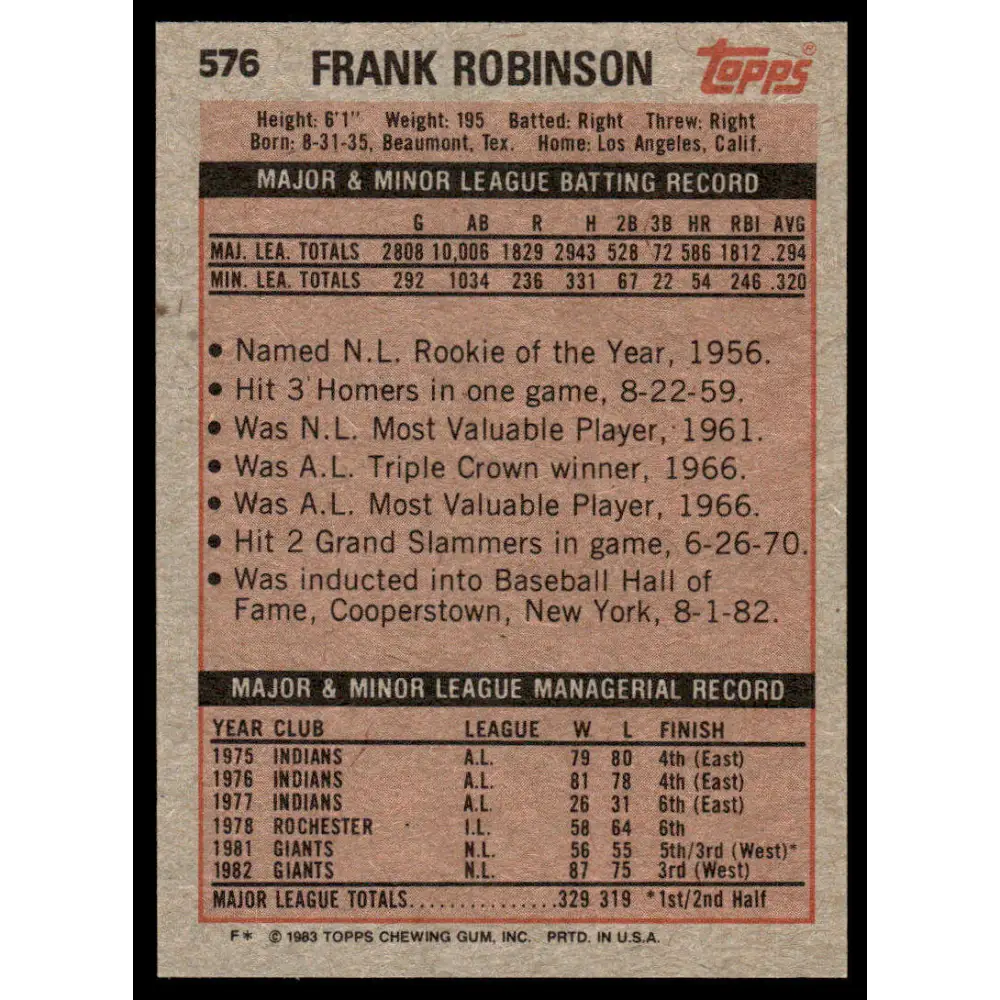 576 FRANK ROBINSON Topps®
Height: 6'1" Weight: 195 Batted: Right Threw: Right
Born: 8-31-35, Beaumont, Tex. Home: Los Angeles, Calif.
MAJOR & MINOR LEAGUE BATTING RECORD
G AB R H 2B 3B HR RBI AVG
MAJ. LEA. TOTALS 2808 10,006 1829 2943 528 72 586 1812 .294
MIN. LEA. TOTALS 292 1034 236 331 67 22 54 246 .320
• Named N.L. Rookie of the Year, 1956.
• Hit 3 Homers in one game, 8-22-59.
• Was N.L. Most Valuable Player, 1961.
• Was A.L. Triple Crown winner, 1966.
• Was A.L. Most Valuable Player, 1966.
• Hit 2 Grand Slammers in game, 6-26-70.
• Was inducted into Baseball Hall of
Fame, Cooperstown, New York, 8-1-82.
MAJOR & MINOR LEAGUE MANAGERIAL RECORD
YEAR CLUB LEAGUE W L FINISH
1975 INDIANS A.L. 79 80 4th (East)
1976 INDIANS A.L. 81 78 4th (East)
1977 INDIANS A.L. 26 31 6th (East)
1978 ROCHESTER I.L. 58 64 6th
1981 GIANTS N.L. 56 55 5th/3rd (West)*
1982 GIANTS N.L. 87 75 3rd (West)
MAJOR LEAGUE TOTALS...............329 319 *1st/2nd Half
F* © 1983 TOPPS CHEWING GUM, INC. PRTD. IN U.S.A.